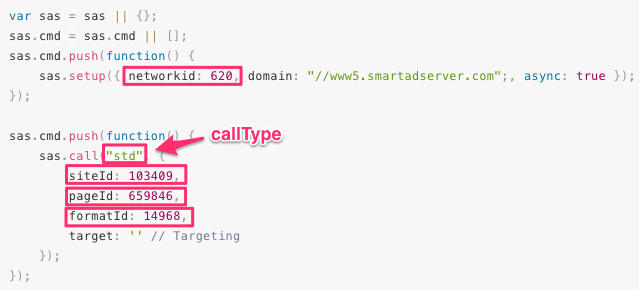 var sas = sas || {};
sas.cmd = sas.cmd || [];
sas.cmd.push(function() {
    sas.setup({ networkid: 620, domain: "//www5.smartadserver.com";, async: true });
});

sas.cmd.push(function() {
callType
    sas.call("std", {
        siteId: 103409,
        pageId: 659846,
        formatId: 14968,
        target: '' // Targeting
    });
});